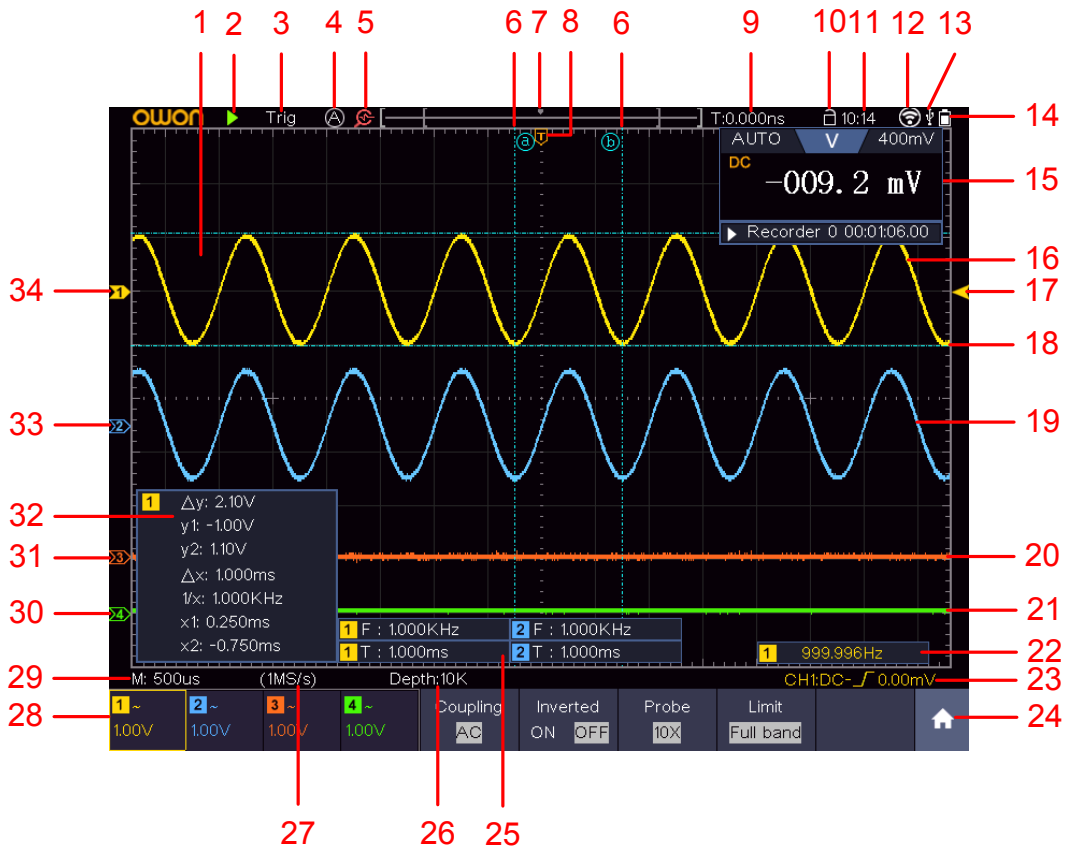 1 2 3 4 5 6 7 8 6 9 10 11 12 13
OWON Trig A T:0.000ns 10:14
14
a T b
AUTO V 400mV
DC
-009.2 mV
15
Recorder 0 00:01:06.00
16
34 1 17
18
33 2 19
1 △y: 2.10V
32
y1: -1.00V
y2: 1.10V
31 3 20
△x: 1.000ms
1/x: 1.000KHz
30 4 21
x1: 0.250ms
x2: -0.750ms
1 F : 1.000KHz 2 F : 1.000KHz
1 T : 1.000ms 2 T : 1.000ms
1 999.996Hz 22
29 M: 500us (1MS/s) Depth:10K CH1:DC- 0.00mV 23
28 24
1 ~ 2 ~ 3 ~ 4 ~ Coupling Inverted Probe Limit
1.00V 1.00V 1.00V 1.00V AC ON OFF 10X Full band
27 26 25